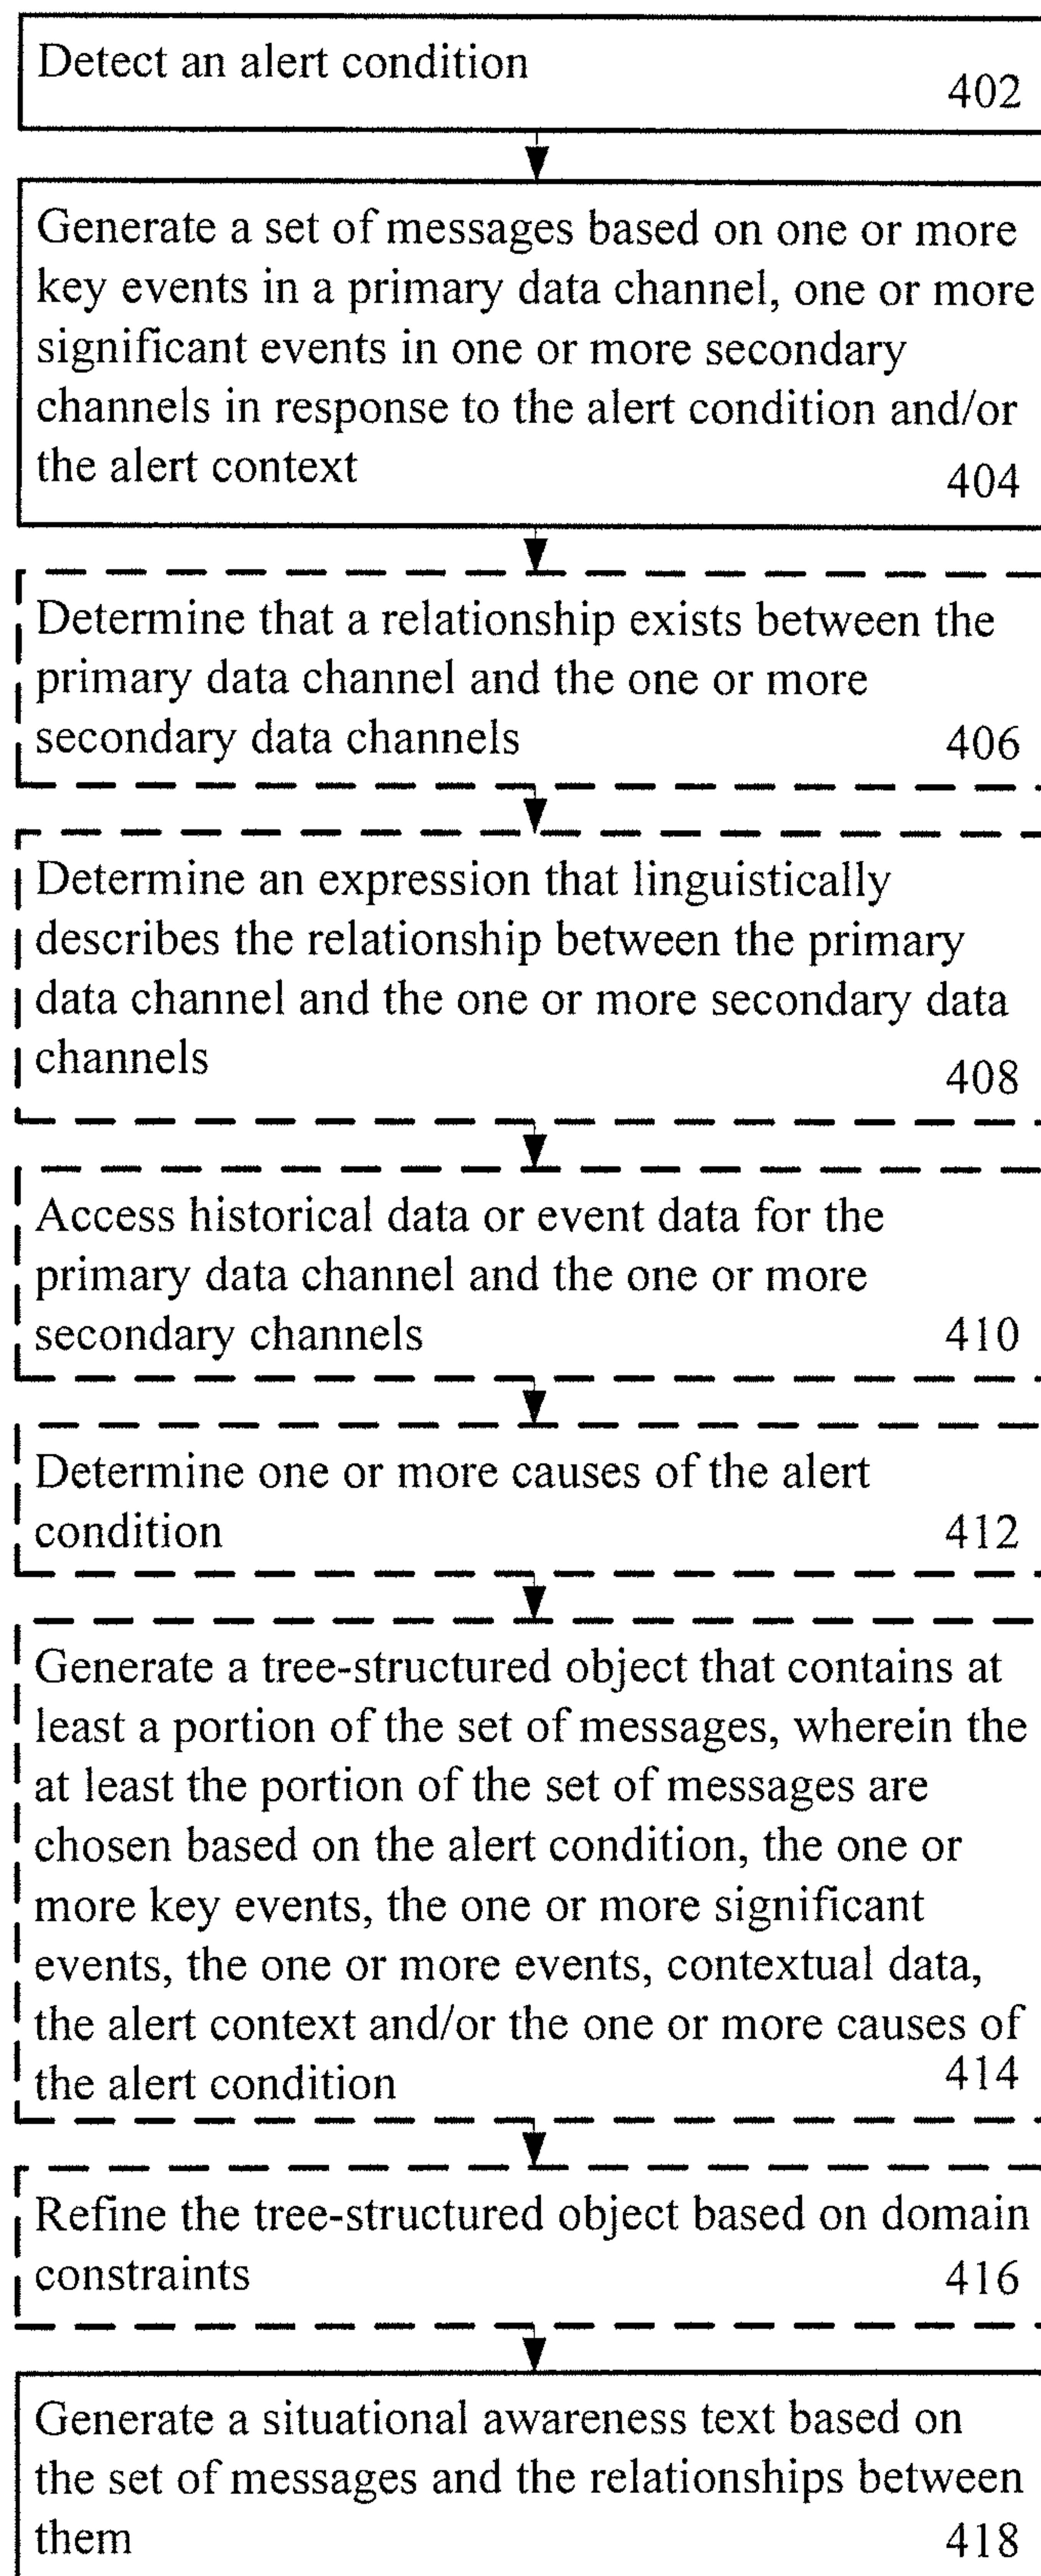 Detect an alert condition
402
Generate a set of messages based on one or more
key events in a primary data channel, one or more
significant events in one or more secondary
channels in response to the alert condition and/or
the alert context
404
Determine that a relationship exists between the
primary data channel and the one or more
secondary data channels
406
Determine an expression that linguistically
describes the relationship between the primary
data channel and the one or more secondary data
channels
408
Access historical data or event data for the
primary data channel and the one or more
secondary channels
410
Determine one or more causes of the alert
condition
412
Generate a tree-structured object that contains at
least a portion of the set of messages, wherein the
at least the portion of the set of messages are
chosen based on the alert condition, the one or
more key events, the one or more significant
events, the one or more events, contextual data,
the alert context and/or the one or more causes of
the alert condition
414
Refine the tree-structured object based on domain
constraints
416
Generate a situational awareness text based on
the set of messages and the relationships between
them
418